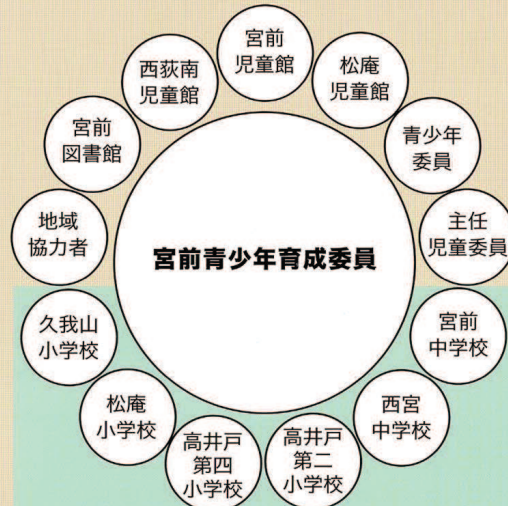 宮前
児童館
松庵
児童館
青少年
委員
主任
児童委員
宮前
中学校
西宮
中学校
高井戸
第二
小学校
高井戸
第四
小学校
松庵
小学校
久我山
小学校
地域
協力者
宮前
図書館
西荻南
児童館
宮前青少年育成委員